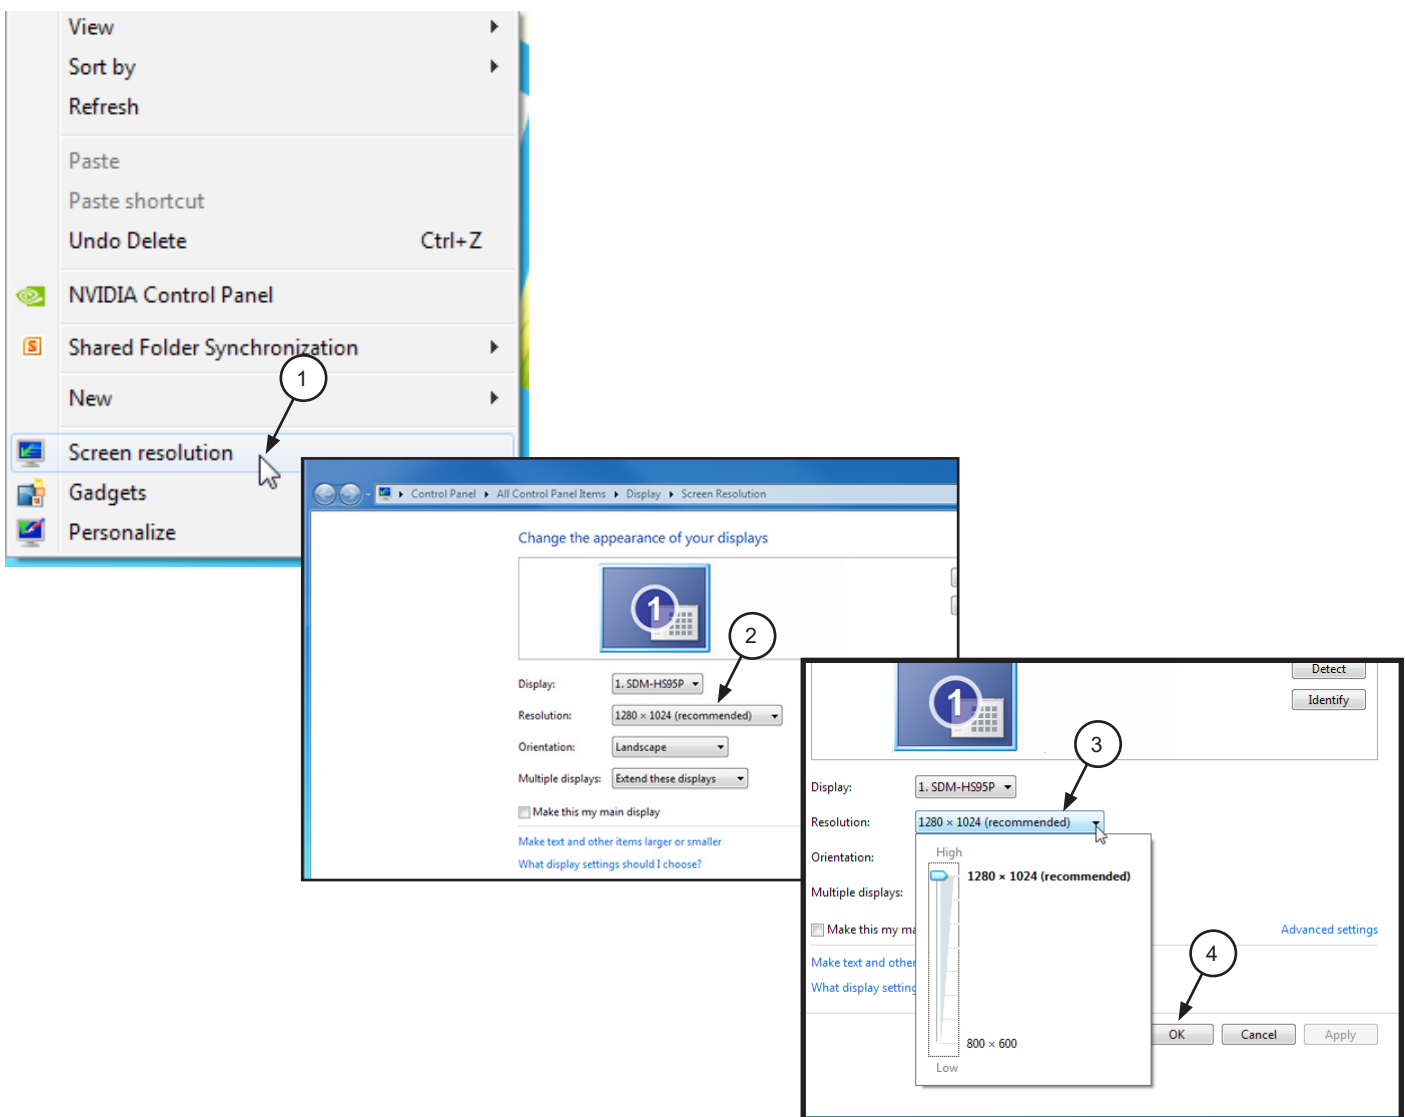 View
Sort by
Refresh
Paste
Paste shortcut
Undo Delete Ctrl+Z
NVIDIA Control Panel
S Shared Folder Synchronization
1
New
Screen resolution
Gadgets
Personalize
Control Panel All Control Panel Items Display Screen Resolution
Change the appearance of your displays
1
2
Display: 1. SDM-HS95P
Resolution: 1280 × 1024 (recommended)
Orientation: Landscape
Multiple displays: Extend these displays
Make this my main display
Make text and other items larger or smaller
What display settings should I choose?
Detect
1 Identify
3
Display: 1. SDM-HS95P
Resolution: 1280 × 1024 (recommended)
Orientation: High
1280 × 1024 (recommended)
Multiple displays:
Make this my ma Advanced settings
4
Make text and other
What display setting
OK Cancel Apply
800 × 600
Low